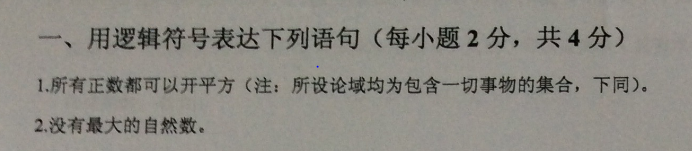 一、用逻辑符号表达下列语句（每小题 2 分，共 4 分）
1.所有正数都可以开平方（注：所设论域均为包含一切事物的集合，下同）。
2.没有最大的自然数。